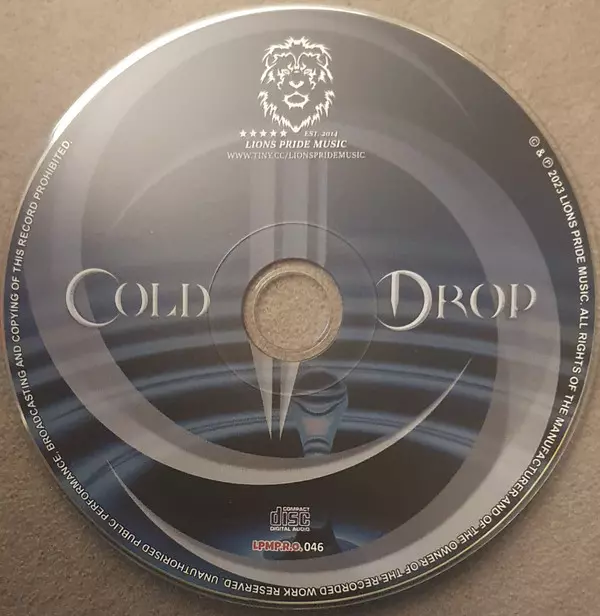 ★★★★★ EST. 2014
LIONS PRIDE MUSIC
WWW.TINY.CC/LIONSPRIDEMUSIC
COLD DROP
COMPACT
disc
DIGITAL AUDIO
LPMP.R.O. 046
© & ℗ 2023 LIONS PRIDE MUSIC. ALL RIGHTS OF THE MANUFACTURER AND OF THE OWNER OF THE RECORDED WORK RESERVED. UNAUTHORISED PUBLIC PERFORMANCE, BROADCASTING AND COPYING OF THIS RECORD PROHIBITED.